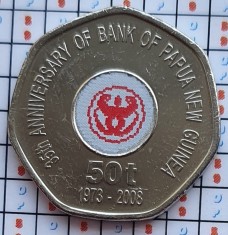 35th ANNIVERSARY OF BANK OF PAPUA NEW GUINEA
50t
1973 - 2008